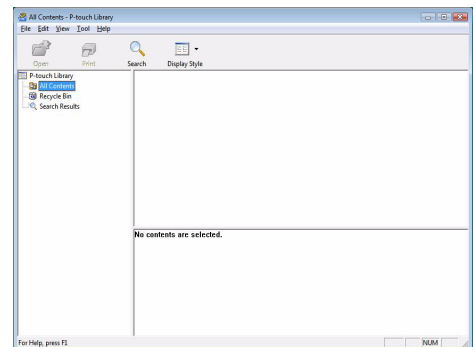 All Contents - P-touch Library
File Edit View Tool Help
Open Print Search Display Style
P-touch Library
All Contents
Recycle Bin
Search Results
No contents are selected.
For Help, press F1
NUM